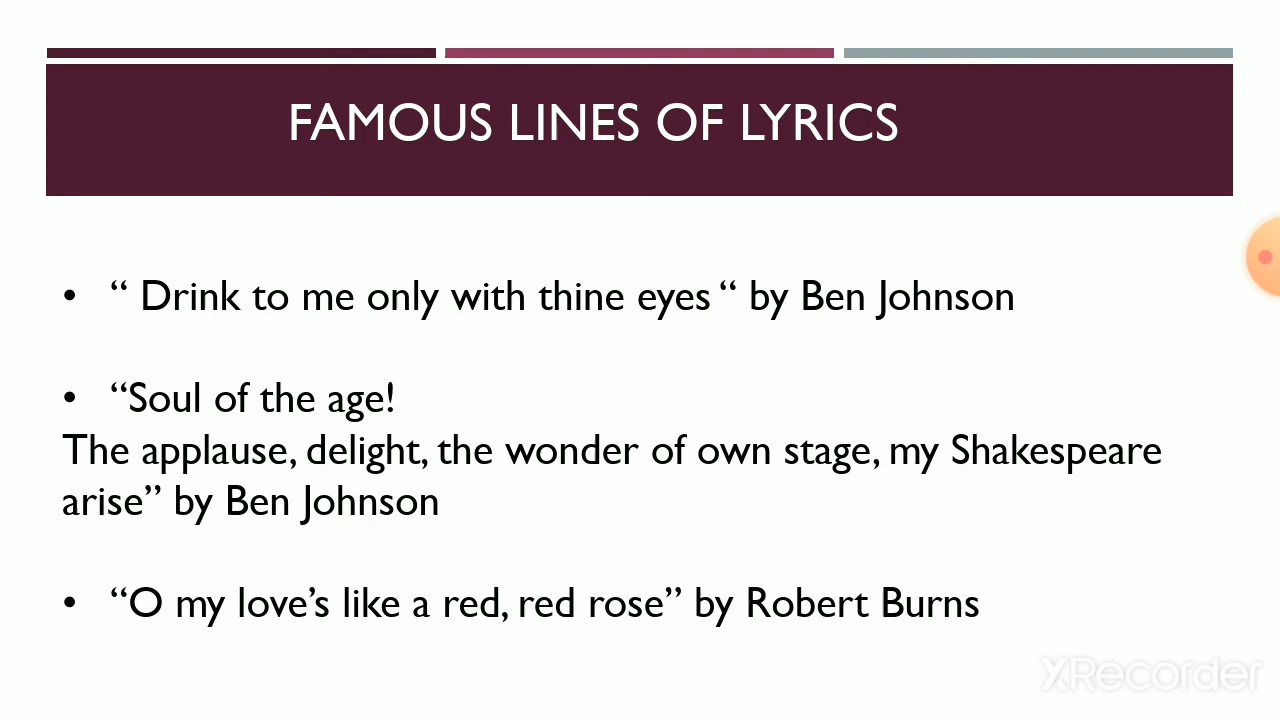 FAMOUS LINES OF LYRICS
• “ Drink to me only with thine eyes “ by Ben Johnson
• “Soul of the age!
The applause, delight, the wonder of own stage, my Shakespeare
arise” by Ben Johnson
• “O my love’s like a red, red rose” by Robert Burns
XRecorder